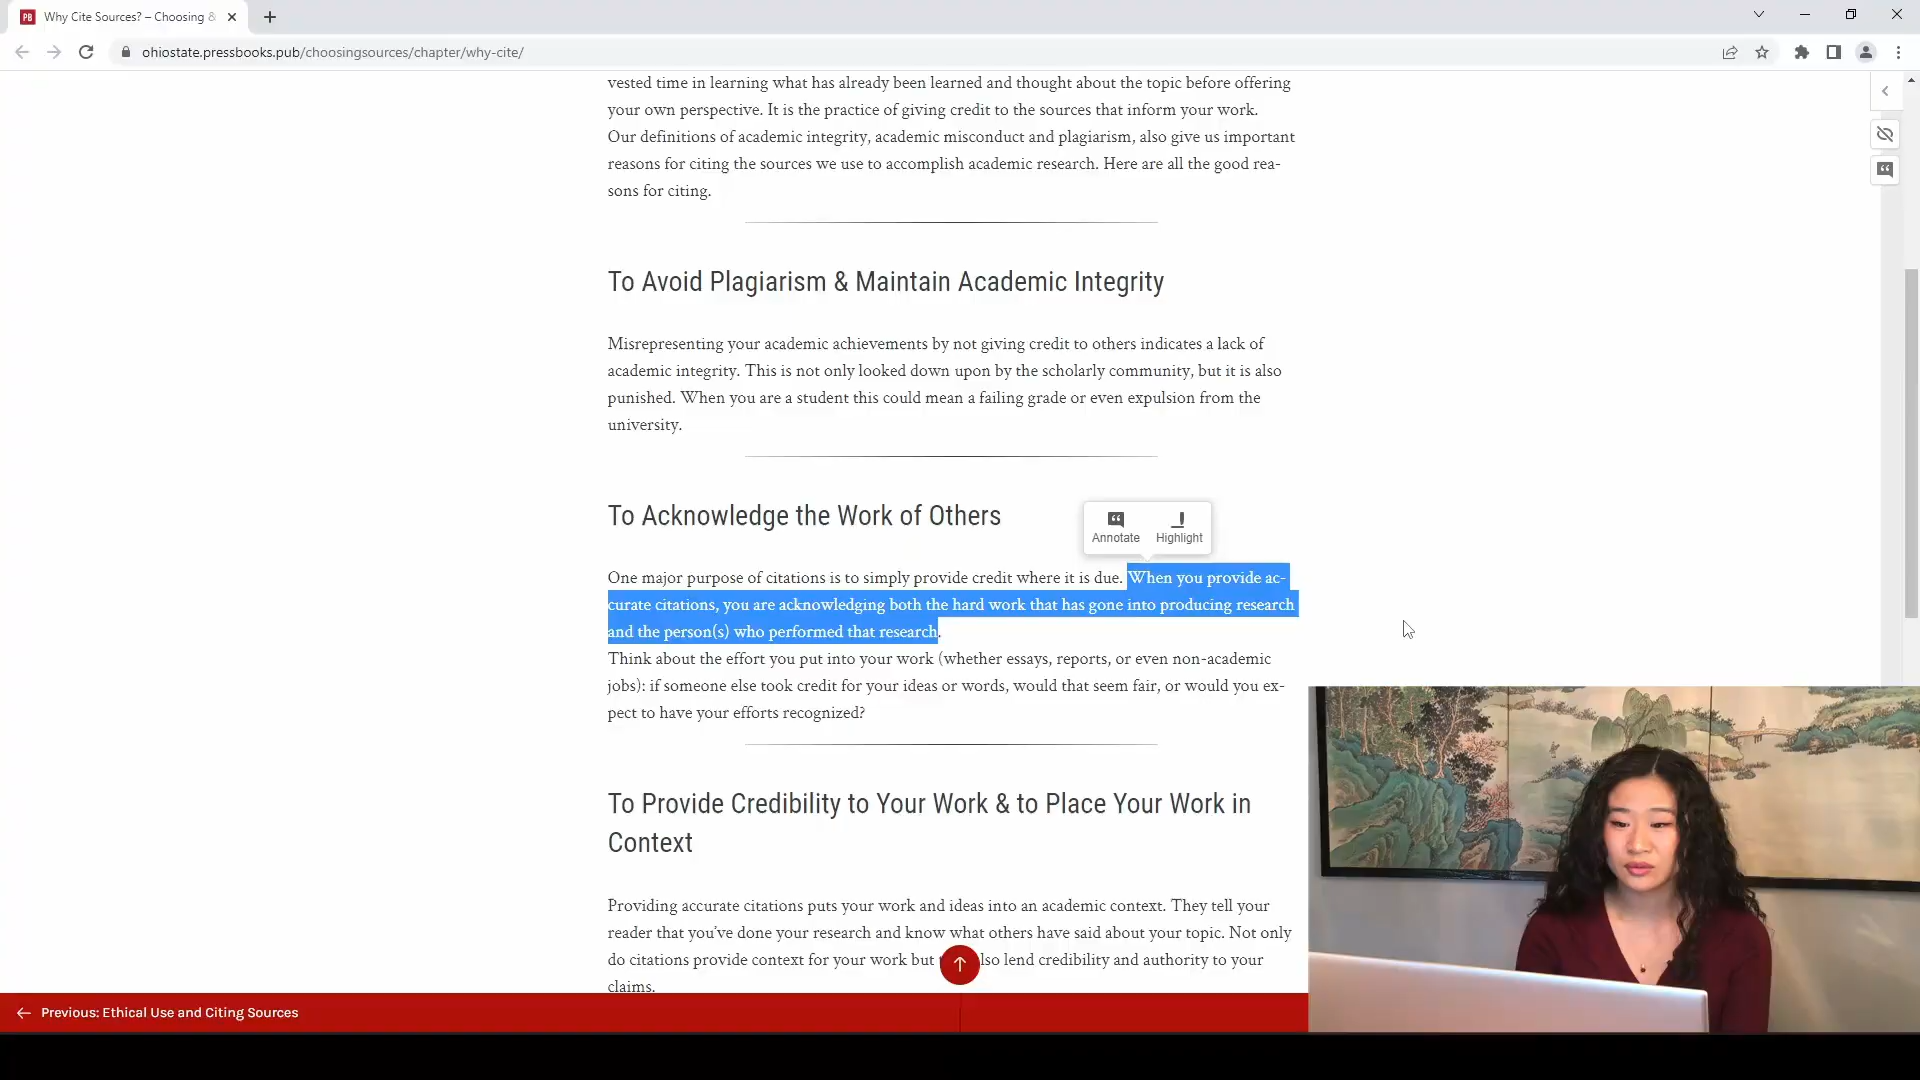 Why Cite Sources? – Choosing &
ohiostate.pressbooks.pub/choosingsources/chapter/why-cite/
vested time in learning what has already been learned and thought about the topic before offering
your own perspective. It is the practice of giving credit to the sources that inform your work.
Our definitions of academic integrity, academic misconduct and plagiarism, also give us important
reasons for citing the sources we use to accomplish academic research. Here are all the good rea-
sons for citing.
To Avoid Plagiarism & Maintain Academic Integrity
Misrepresenting your academic achievements by not giving credit to others indicates a lack of
academic integrity. This is not only looked down upon by the scholarly community, but it is also
punished. When you are a student this could mean a failing grade or even expulsion from the
university.
To Acknowledge the Work of Others
Annotate Highlight
One major purpose of citations is to simply provide credit where it is due. When you provide ac-
curate citations, you are acknowledging both the hard work that has gone into producing research
and the person(s) who performed that research.
Think about the effort you put into your work (whether essays, reports, or even non-academic
jobs): if someone else took credit for your ideas or words, would that seem fair, or would you ex-
pect to have your efforts recognized?
To Provide Credibility to Your Work & to Place Your Work in
Context
Providing accurate citations puts your work and ideas into an academic context. They tell your
reader that you’ve done your research and know what others have said about your topic. Not only
do citations provide context for your work but lso lend credibility and authority to your
claims.
← Previous: Ethical Use and Citing Sources